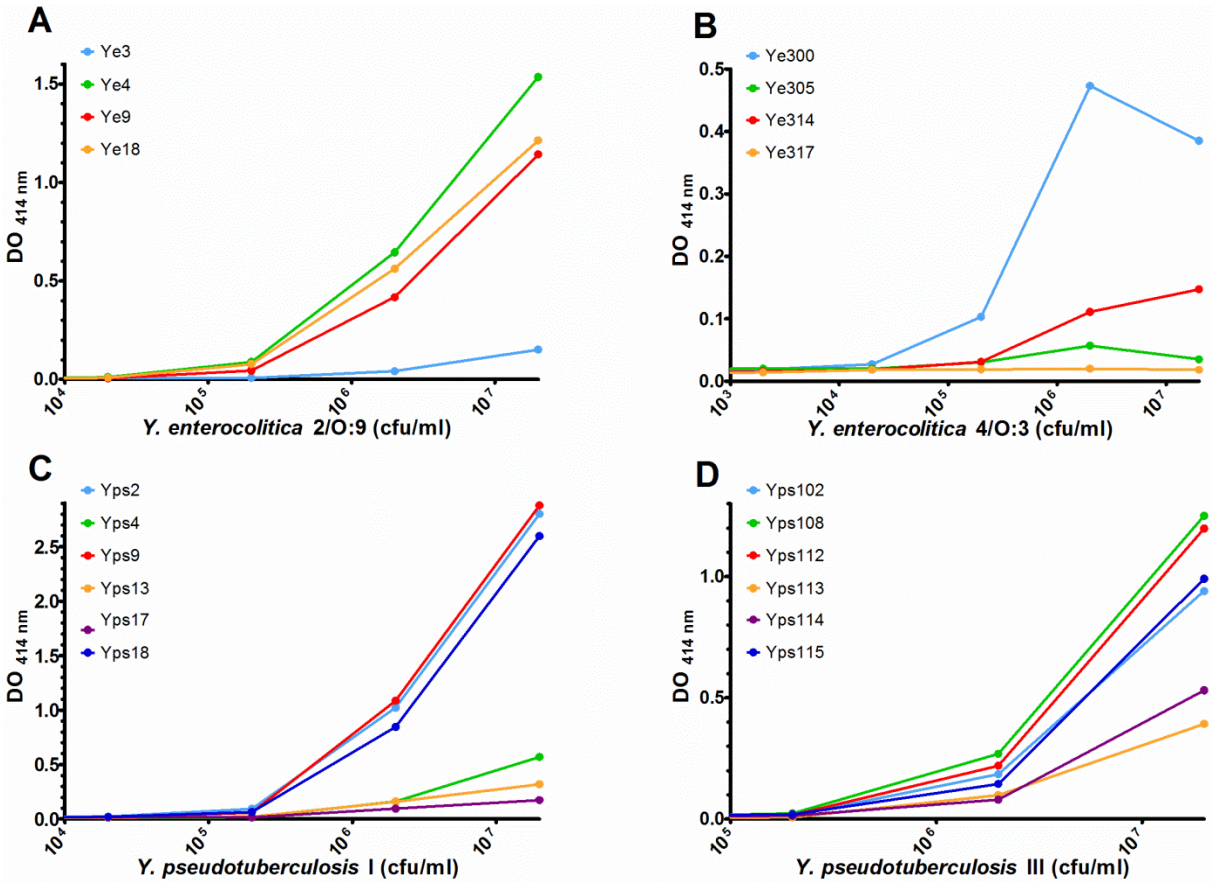 A
Ye3
Ye4
Ye9
Ye18
DO 414 nm
1.5
1.0
0.5
0.0
10^4
10^5
10^6
10^7
Y. enterocolitica 2/O:9 (cfu/ml)
B
Ye300
Ye305
Ye314
Ye317
DO 414 nm
0.5
0.4
0.3
0.2
0.1
0.0
10^3
10^4
10^5
10^6
10^7
Y. enterocolitica 4/O:3 (cfu/ml)
C
Yps2
Yps4
Yps9
Yps13
Yps17
Yps18
DO 414 nm
2.5
2.0
1.5
1.0
0.5
0.0
10^4
10^5
10^6
10^7
Y. pseudotuberculosis I (cfu/ml)
D
Yps102
Yps108
Yps112
Yps113
Yps114
Yps115
DO 414 nm
1.0
0.5
0.0
10^5
10^6
10^7
Y. pseudotuberculosis III (cfu/ml)